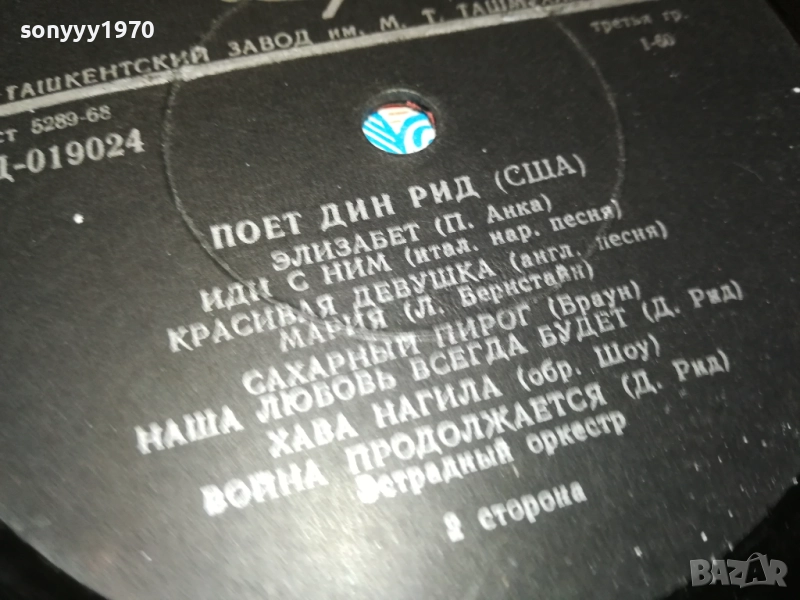 sonyyy1970
ТАШКЕНТСКИЙ ЗАВОД им. М. Т.
третья гр.
1-60
5289-68
Д-019024
ПОЕТ ДИН РИД (США)
ЭЛИЗАБЕТ (П. Анка)
ИДИ С НИМ (итал. нар. песня)
КРАСИВАЯ ДЕВУШКА (англ. песня)
МАРИЯ (Л. Бернстайн)
САХАРНЫЙ ПИРОГ (Браун)
НАША ЛЮБОВЬ ВСЕГДА БУДЕТ (Д. Рид)
ХАВА НАГИЛА (обр. Шоу)
ВОЙНА ПРОДОЛЖАЕТСЯ (Д. Рид)
Эстрадный оркестр
2 сторона
BAZAR